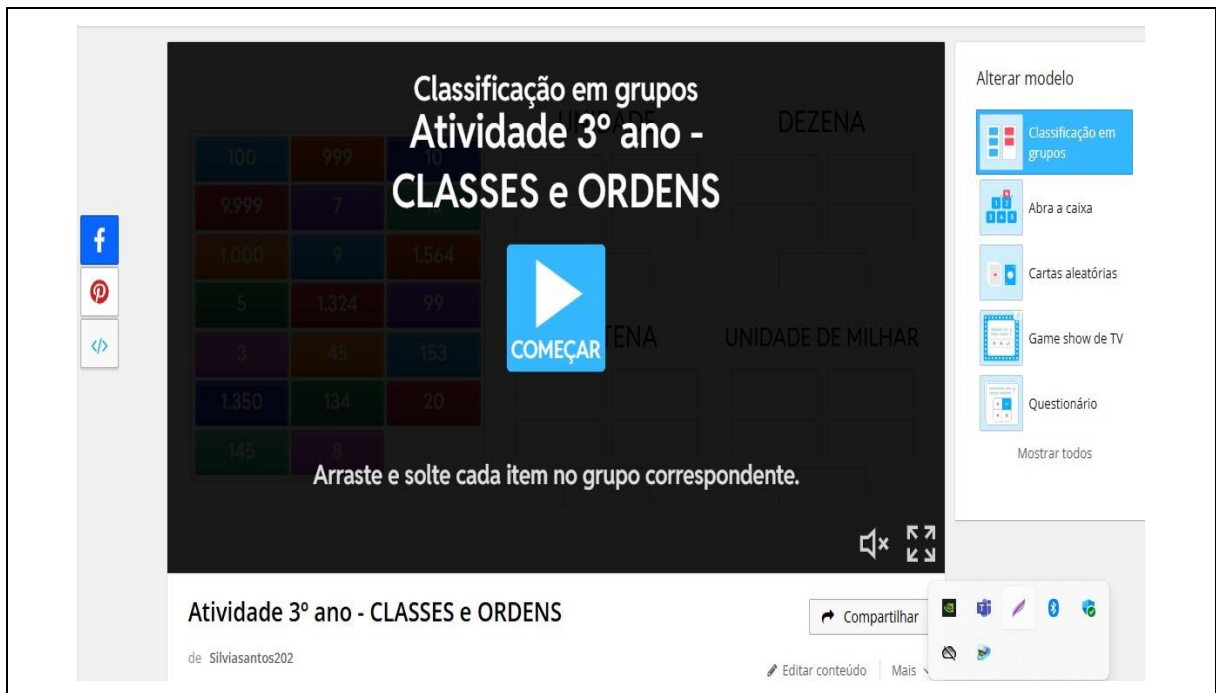 Classificação em grupos
Atividade 3º ano -
CLASSES e ORDENS
UNIDADE
DEZENA
100 999 10
9.999 7
1.000 9 1.564
5 1.324 99
3 45 153
1.350 134 20
145 8
UNIDADE DE MILHAR
COMEÇAR
Arraste e solte cada item no grupo correspondente.
Alterar modelo
Classificação em
grupos
Abra a caixa
Cartas aleatórias
Game show de TV
Questionário
Mostrar todos
Atividade 3º ano - CLASSES e ORDENS
de Silviasantos202
Compartilhar
Editar conteúdo
Mais